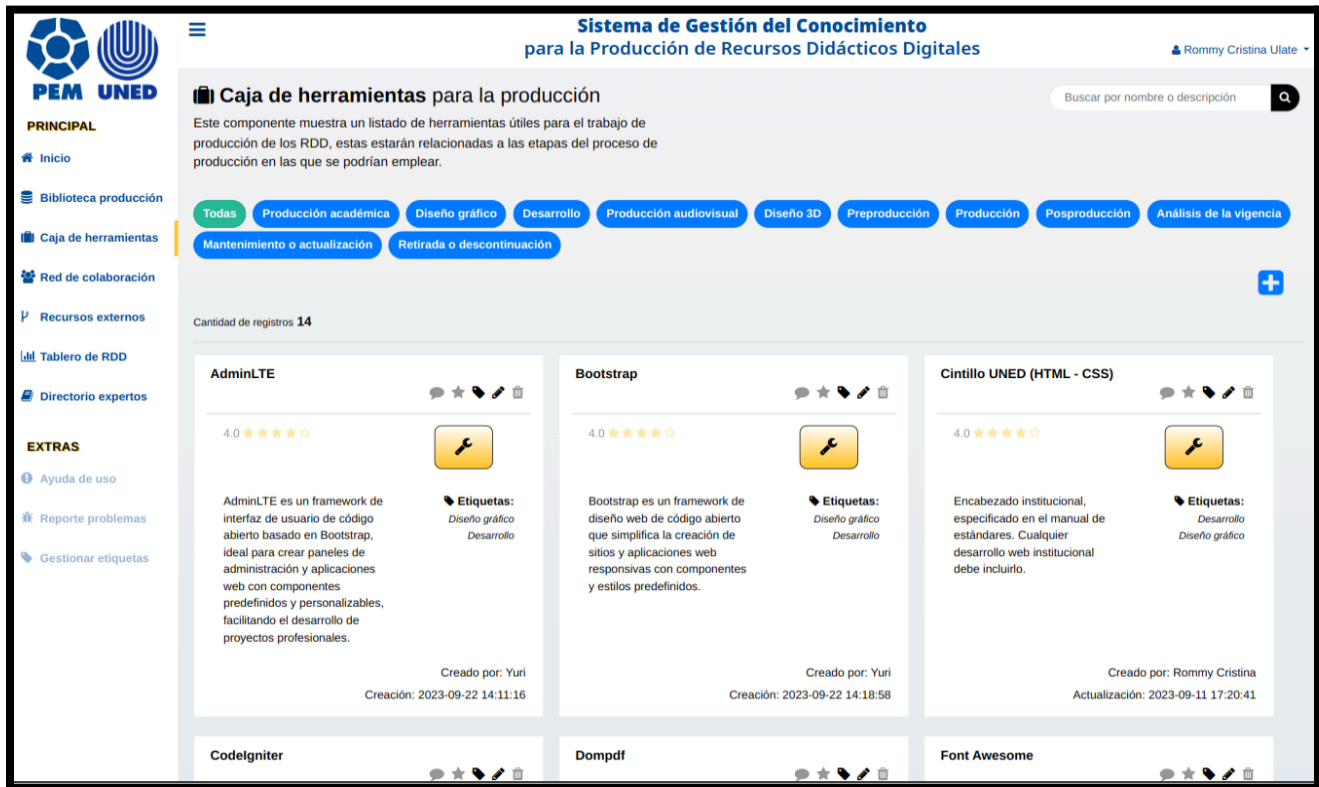 PEM UNED
Sistema de Gestión del Conocimiento
para la Producción de Recursos Didácticos Digitales
Rommy Cristina Ulate
PRINCIPAL
Inicio
Biblioteca producción
Caja de herramientas
Red de colaboración
Recursos externos
Tablero de RDD
Directorio expertos
EXTRAS
Ayuda de uso
Reporte problemas
Gestionar etiquetas
Caja de herramientas para la producción
Buscar por nombre o descripción
Este componente muestra un listado de herramientas útiles para el trabajo de
producción de los RDD, estas estarán relacionadas a las etapas del proceso de
producción en las que se podrían emplear.
Todas Producción académica Diseño gráfico Desarrollo Producción audiovisual Diseño 3D Preproducción Producción Posproducción Análisis de la vigencia
Mantenimiento o actualización Retirada o descontinuación
Cantidad de registros 14
AdminLTE
4.0
AdminLTE es un framework de
interfaz de usuario de código
abierto basado en Bootstrap,
ideal para crear paneles de
administración y aplicaciones
web con componentes
predefinidos y personalizables,
facilitando el desarrollo de
proyectos profesionales.
Etiquetas:
Diseño gráfico
Desarrollo
Creado por: Yuri
Creación: 2023-09-22 14:11:16
Bootstrap
4.0
Bootstrap es un framework de
diseño web de código abierto
que simplifica la creación de
sitios y aplicaciones web
responsivas con componentes
y estilos predefinidos.
Etiquetas:
Diseño gráfico
Desarrollo
Creado por: Yuri
Creación: 2023-09-22 14:18:58
Cintillo UNED (HTML - CSS)
4.0
Encabezado institucional,
especificado en el manual de
estándares. Cualquier
desarrollo web institucional
debe incluirlo.
Etiquetas:
Desarrollo
Diseño gráfico
Creado por: Rommy Cristina
Actualización: 2023-09-11 17:20:41
CodeIgniter
Dompdf
Font Awesome